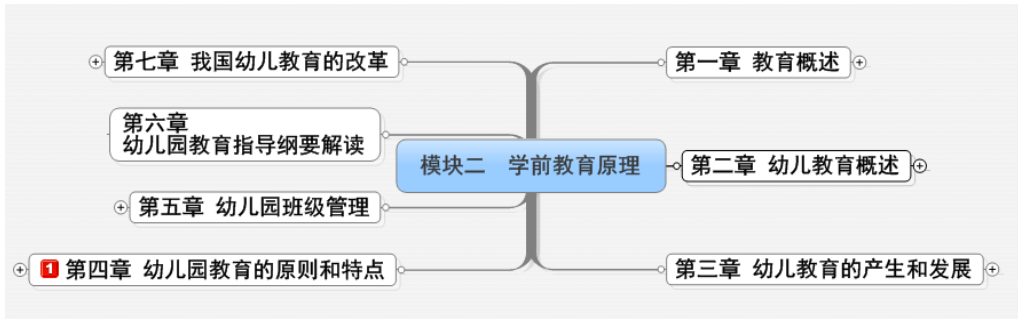 模块二 学前教育原理
第一章 教育概述
第二章 幼儿教育概述
第三章 幼儿教育的产生和发展
1 第四章 幼儿园教育的原则和特点
第五章 幼儿园班级管理
第六章
幼儿园教育指导纲要解读
第七章 我国幼儿教育的改革